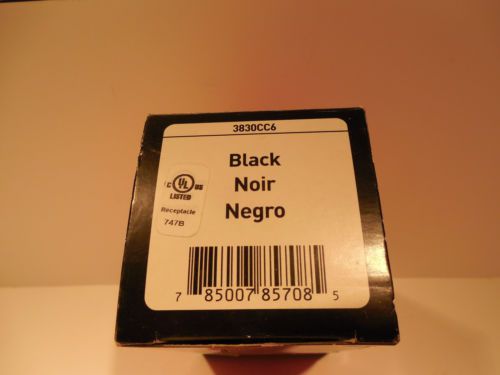 3830CC6
Black
Noir
Negro
C UL US
LISTED
Receptacle
747B
7 85007 85708 5